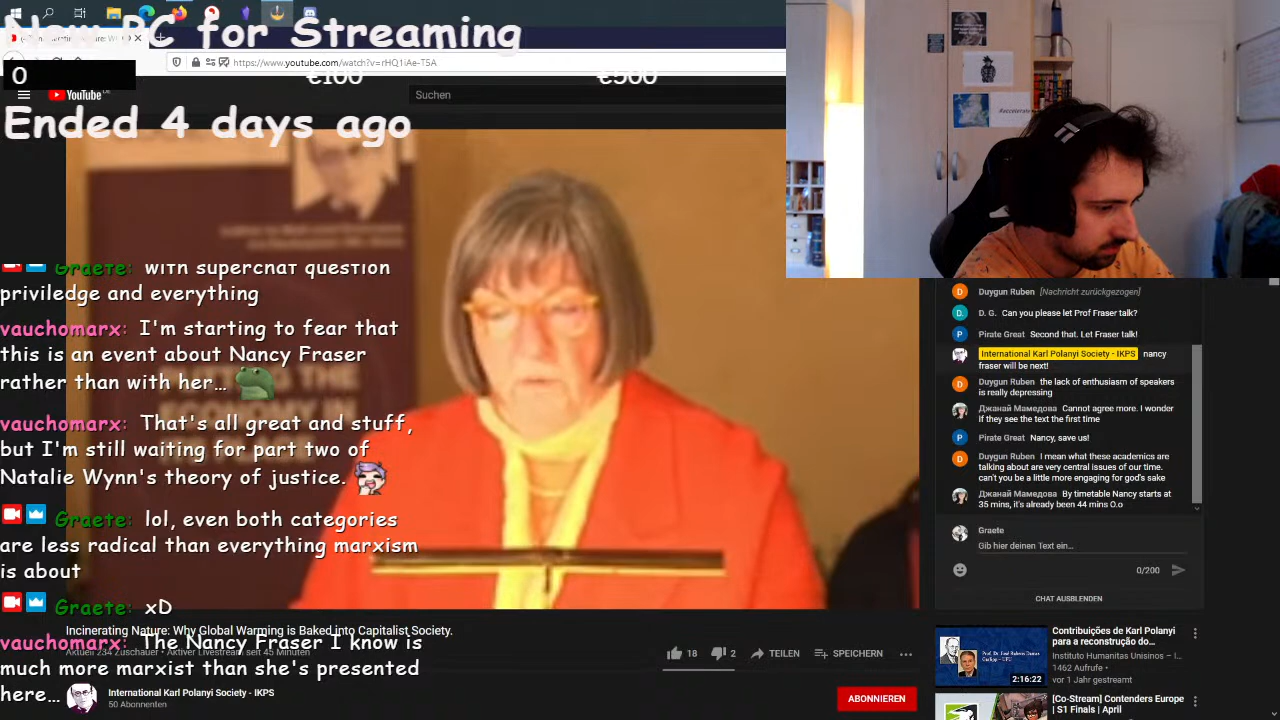 New PC for Streaming
https://www.youtube.com/watch?v=rHQ1iAe-T5A
0
€100
€500
YouTube
Suchen
Ended 4 days ago
#accelerate
Graete: with superchat question
priviledge and everything
vauchomarx: I'm starting to fear that
this is an event about Nancy Fraser
rather than with her...
vauchomarx: That's all great and stuff,
but I'm still waiting for part two of
Natalie Wynn's theory of justice.
Graete: lol, even both categories
are less radical than everything marxism
is about
Graete: xD
vauchomarx: The Nancy Fraser I know is
much more marxist than she's presented
here...
Incinerating Nature: Why Global Warming is Baked into Capitalist Society.
Aktuell 234 Zuschauer • Aktiver Livestream seit 45 Minuten
18
2
TEILEN
SPEICHERN
International Karl Polanyi Society - IKPS
50 Abonnenten
ABONNIEREN
Duygun Ruben [Nachricht zurückgezogen]
D. G. Can you please let Prof Fraser talk?
Pirate Great Second that. Let Fraser talk!
International Karl Polanyi Society - IKPS nancy
fraser will be next!
Duygun Ruben the lack of enthusiasm of speakers
is really depressing
Джанай Мамедова Cannot agree more. I wonder
if they see the text the first time
Pirate Great Nancy, save us!
Duygun Ruben I mean what these academics are
talking about are very central issues of our time.
can't you be a little more engaging for god's sake
Джанай Мамедова By timetable Nancy starts at
35 mins, it's already been 44 mins O.o
Graete
Gib hier deinen Text ein...
0/200
CHAT AUSBLENDEN
Contribuições de Karl Polanyi
para a reconstrução do...
Instituto Humanitas Unisinos – I...
1462 Aufrufe •
vor 1 Jahr gestreamt
2:16:22
[Co-Stream] Contenders Europe
| S1 Finals | April